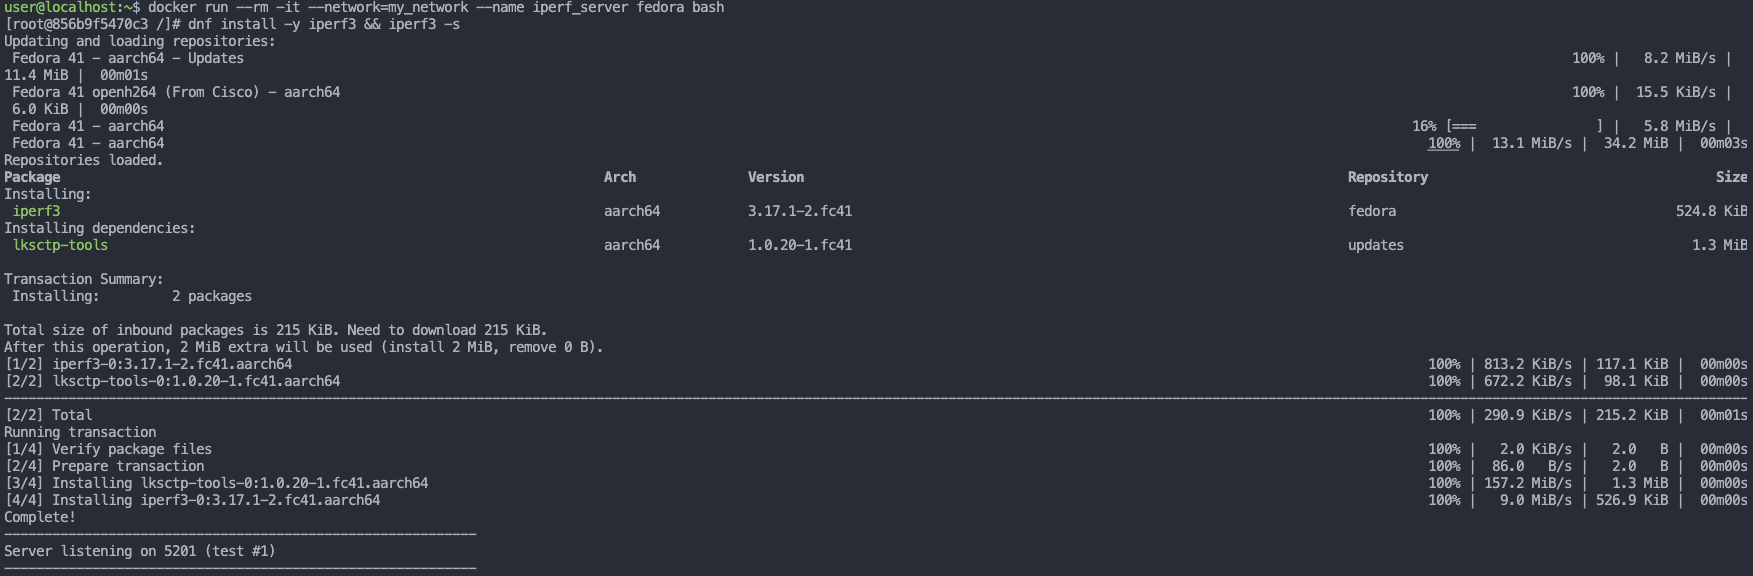 user@localhost:~$ docker run --rm -it --network=my_network --name iperf_server fedora bash
[root@856b9f5470c3 /]# dnf install -y iperf3 && iperf3 -s
Updating and loading repositories:
 Fedora 41 - aarch64 - Updates 100% | 8.2 MiB/s |
11.4 MiB | 00m01s
 Fedora 41 openh264 (From Cisco) - aarch64 100% | 15.5 KiB/s |
 6.0 KiB | 00m00s
 Fedora 41 - aarch64 16% [=== ] | 5.8 MiB/s |
 Fedora 41 - aarch64 100% | 13.1 MiB/s | 34.2 MiB | 00m03s
Repositories loaded.
Package Arch Version Repository Size
Installing:
 iperf3 aarch64 3.17.1-2.fc41 fedora 524.8 KiB
Installing dependencies:
 lksctp-tools aarch64 1.0.20-1.fc41 updates 1.3 MiB
Transaction Summary:
 Installing: 2 packages
Total size of inbound packages is 215 KiB. Need to download 215 KiB.
After this operation, 2 MiB extra will be used (install 2 MiB, remove 0 B).
[1/2] iperf3-0:3.17.1-2.fc41.aarch64 100% | 813.2 KiB/s | 117.1 KiB | 00m00s
[2/2] lksctp-tools-0:1.0.20-1.fc41.aarch64 100% | 672.2 KiB/s | 98.1 KiB | 00m00s
[2/2] Total 100% | 290.9 KiB/s | 215.2 KiB | 00m01s
Running transaction
[1/4] Verify package files 100% | 2.0 KiB/s | 2.0 B | 00m00s
[2/4] Prepare transaction 100% | 86.0 B/s | 2.0 B | 00m00s
[3/4] Installing lksctp-tools-0:1.0.20-1.fc41.aarch64 100% | 157.2 MiB/s | 1.3 MiB | 00m00s
[4/4] Installing iperf3-0:3.17.1-2.fc41.aarch64 100% | 9.0 MiB/s | 526.9 KiB | 00m00s
Complete!
-----------------------------------------------------------
Server listening on 5201 (test #1)
-----------------------------------------------------------